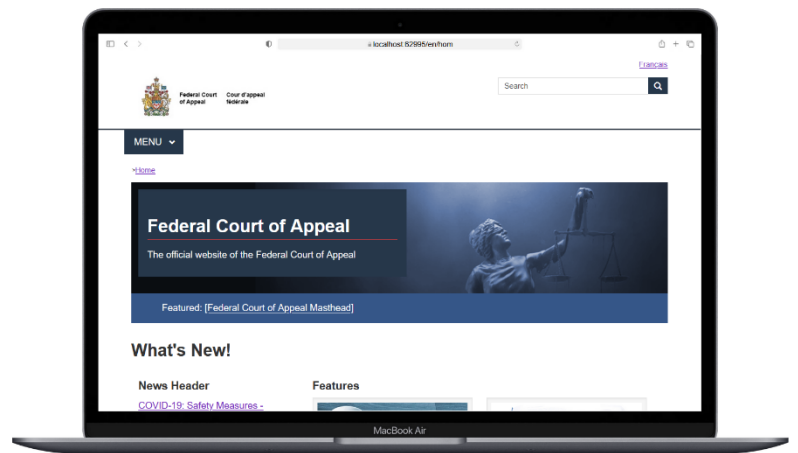 localhost:62995/en/hom
Français
Federal Court
of Appeal
Cour d'appel
fédérale
Search
MENU
Home
Federal Court of Appeal
The official website of the Federal Court of Appeal
Featured: [Federal Court of Appeal Masthead]
What's New!
News Header
Features
COVID-19: Safety Measures -
MacBook Air